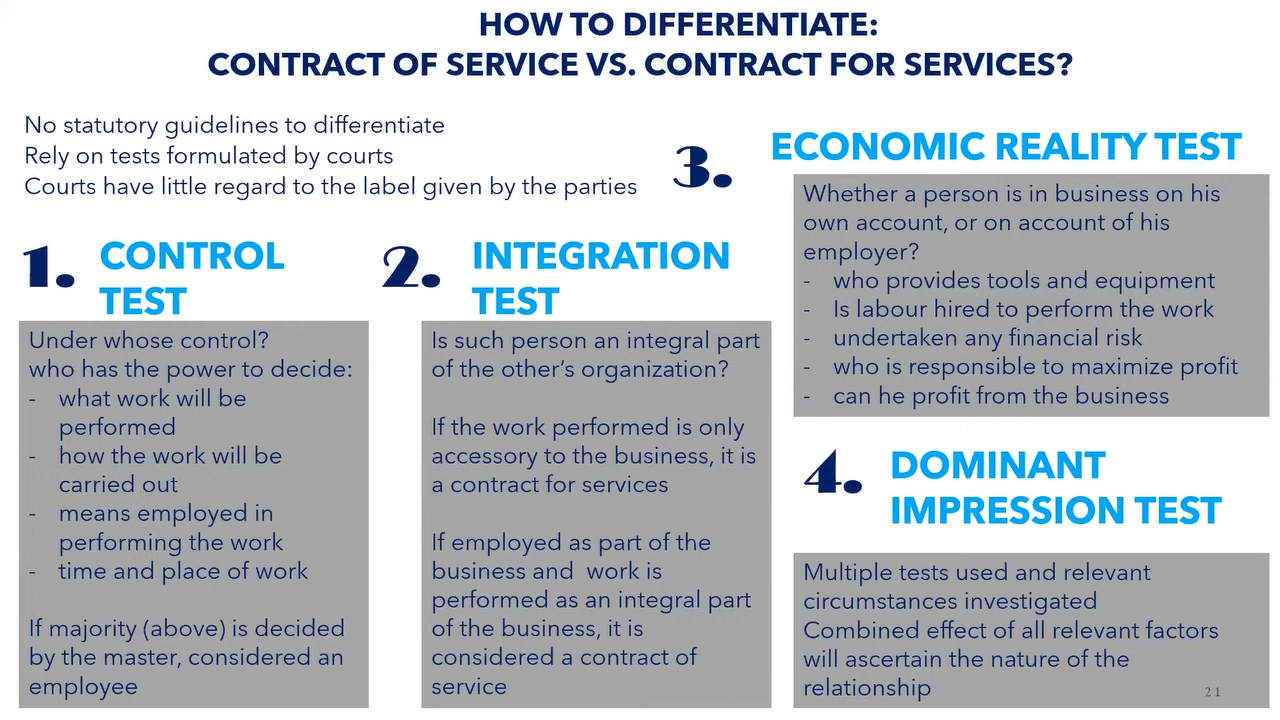 HOW TO DIFFERENTIATE:
CONTRACT OF SERVICE VS. CONTRACT FOR SERVICES?
No statutory guidelines to differentiate
Rely on tests formulated by courts
Courts have little regard to the label given by the parties
1. CONTROL
TEST
Under whose control?
who has the power to decide:
- what work will be
performed
- how the work will be
carried out
- means employed in
performing the work
- time and place of work
If majority (above) is decided
by the master, considered an
employee
2. INTEGRATION
TEST
Is such person an integral part
of the other’s organization?
If the work performed is only
accessory to the business, it is
a contract for services
If employed as part of the
business and work is
performed as an integral part
of the business, it is
considered a contract of
service
3. ECONOMIC REALITY TEST
Whether a person is in business on his
own account, or on account of his
employer?
- who provides tools and equipment
- Is labour hired to perform the work
- undertaken any financial risk
- who is responsible to maximize profit
- can he profit from the business
4. DOMINANT
IMPRESSION TEST
Multiple tests used and relevant
circumstances investigated
Combined effect of all relevant factors
will ascertain the nature of the
relationship
21